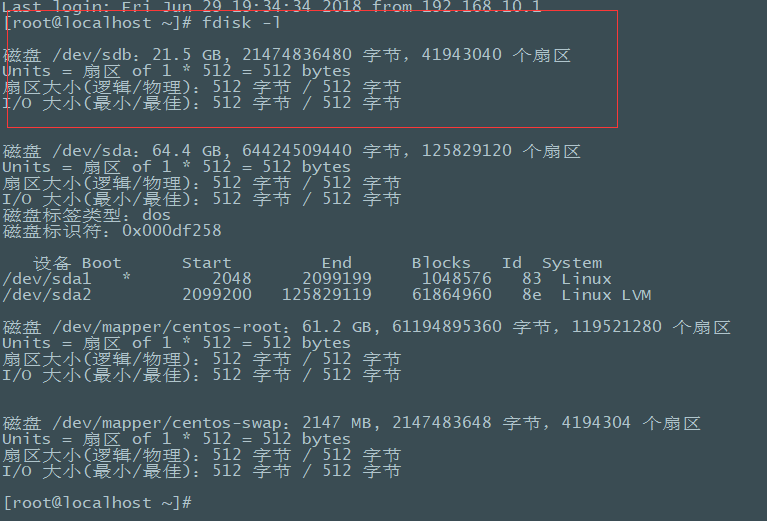 Last login: Fri Jun 29 19:34:34 2018 from 192.168.10.1
[root@localhost ~]# fdisk -l
磁盘 /dev/sdb：21.5 GB, 21474836480 字节，41943040 个扇区
Units = 扇区 of 1 * 512 = 512 bytes
扇区大小(逻辑/物理)：512 字节 / 512 字节
I/O 大小(最小/最佳)：512 字节 / 512 字节
磁盘 /dev/sda：64.4 GB, 64424509440 字节，125829120 个扇区
Units = 扇区 of 1 * 512 = 512 bytes
扇区大小(逻辑/物理)：512 字节 / 512 字节
I/O 大小(最小/最佳)：512 字节 / 512 字节
磁盘标签类型：dos
磁盘标识符：0x000df258
设备 Boot Start End Blocks Id System
/dev/sda1 * 2048 2099199 1048576 83 Linux
/dev/sda2 2099200 125829119 61864960 8e Linux LVM
磁盘 /dev/mapper/centos-root：61.2 GB, 61194895360 字节，119521280 个扇区
Units = 扇区 of 1 * 512 = 512 bytes
扇区大小(逻辑/物理)：512 字节 / 512 字节
I/O 大小(最小/最佳)：512 字节 / 512 字节
磁盘 /dev/mapper/centos-swap：2147 MB, 2147483648 字节，4194304 个扇区
Units = 扇区 of 1 * 512 = 512 bytes
扇区大小(逻辑/物理)：512 字节 / 512 字节
I/O 大小(最小/最佳)：512 字节 / 512 字节
[root@localhost ~]#